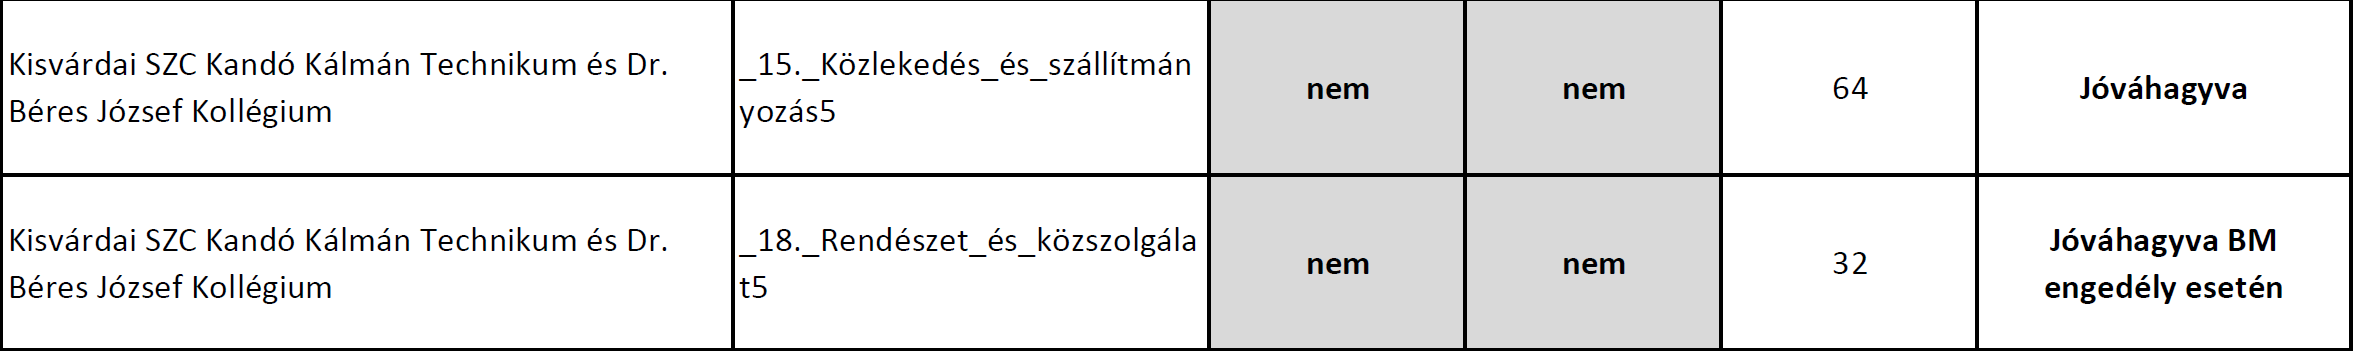 Kisvárdai SZC Kandó Kálmán Technikum és Dr.
Béres József Kollégium
_15._Közlekedés_és_szállítmán
yozás5
nem
nem
64
Jóváhagyva
Kisvárdai SZC Kandó Kálmán Technikum és Dr.
Béres József Kollégium
_18._Rendészet_és_közszolgála
t5
nem
nem
32
Jóváhagyva BM
engedély esetén